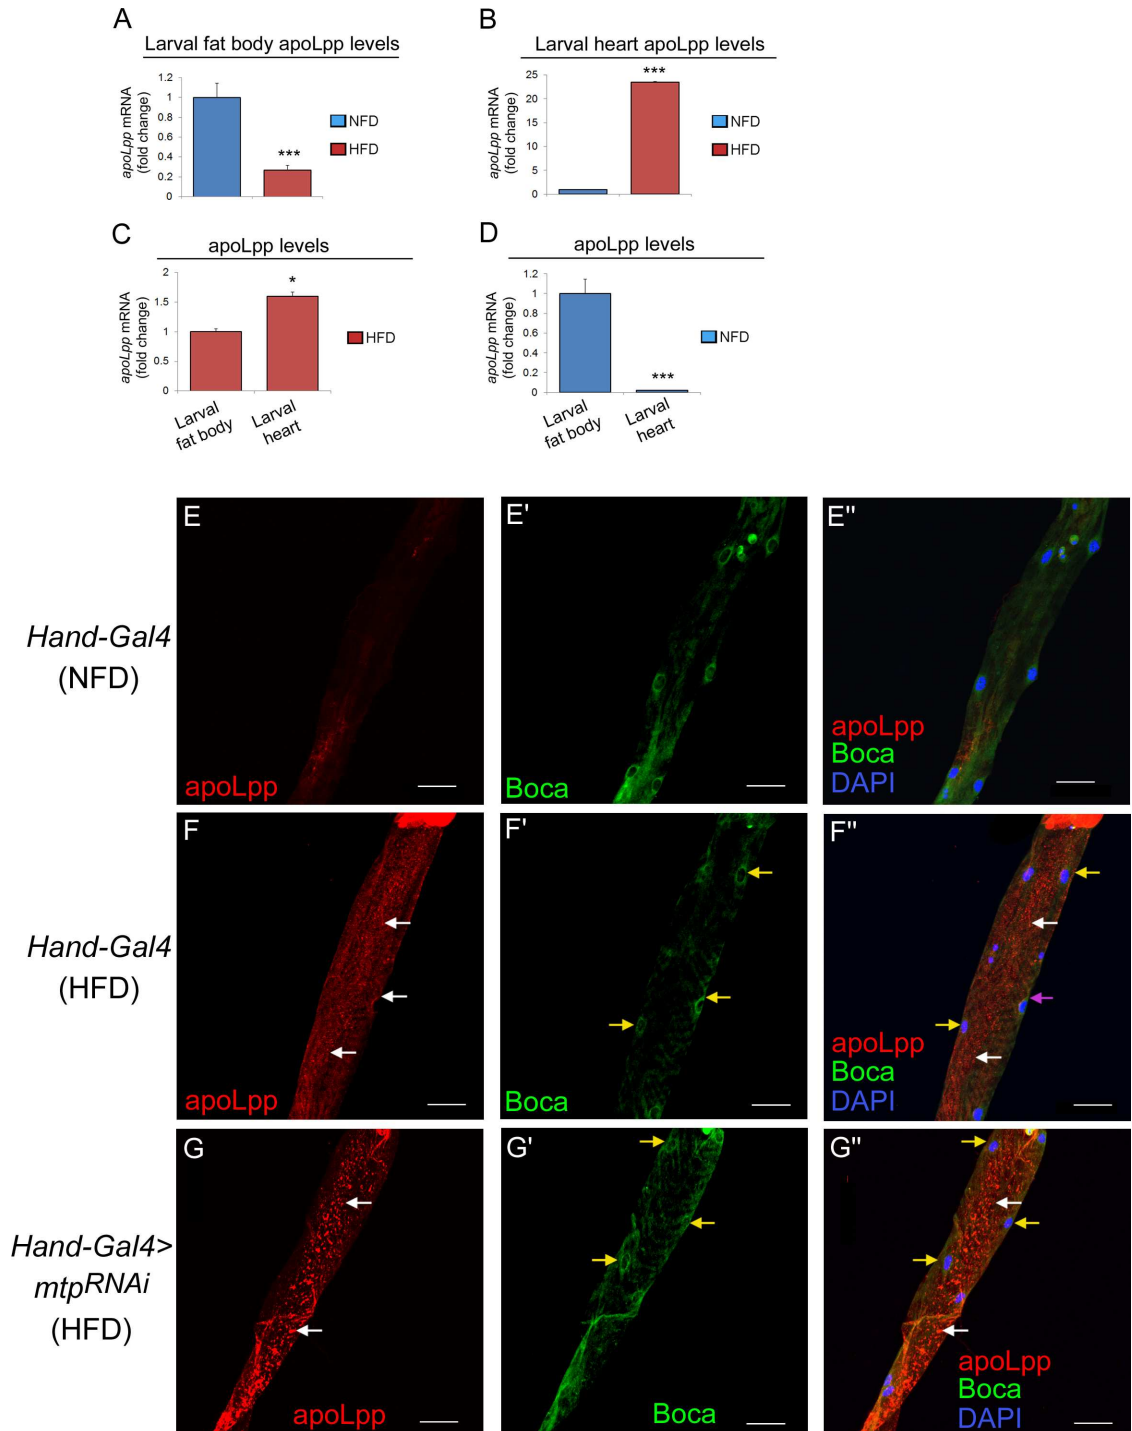 A
Larval fat body apoLpp levels
apoLpp mRNA
(fold change)
1.2
1
0.8
0.6
0.4
0.2
0
***
NFD
HFD
B
Larval heart apoLpp levels
apoLpp mRNA
(fold change)
25
20
15
10
5
0
***
NFD
HFD
C
apoLpp levels
apoLpp mRNA
(fold change)
2
1.5
1
0.5
0
*
HFD
Larval
fat body
Larval
heart
D
apoLpp levels
apoLpp mRNA
(fold change)
1.2
1
0.8
0.6
0.4
0.2
0
***
NFD
Larval
fat body
Larval
heart
Hand-Gal4
(NFD)
E
apoLpp
E'
Boca
E"
apoLpp
Boca
DAPI
Hand-Gal4
(HFD)
F
apoLpp
F'
Boca
F"
apoLpp
Boca
DAPI
Hand-Gal4>
mtpRNAi
(HFD)
G
apoLpp
G'
Boca
G"
apoLpp
Boca
DAPI